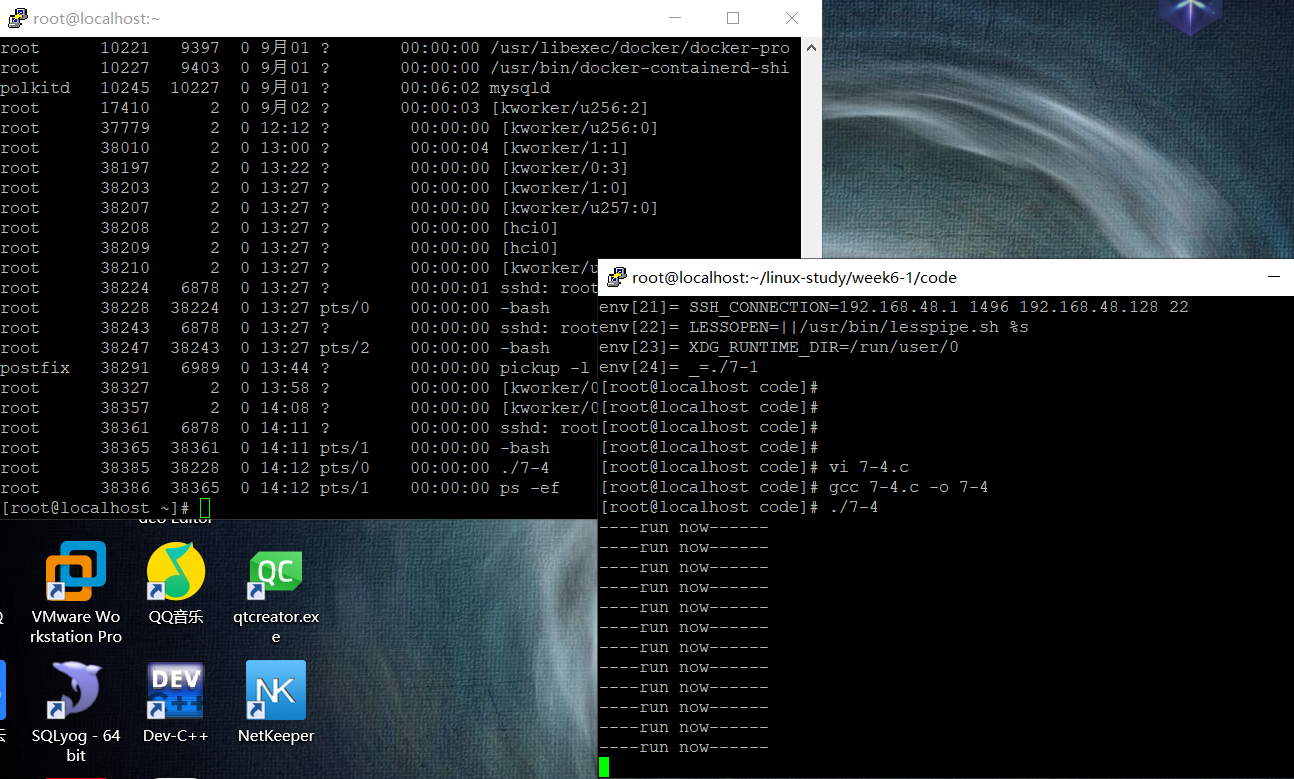 root@localhost:~
root      10221   9397  0 9月01 ?       00:00:00 /usr/libexec/docker/docker-pro
root      10227   9403  0 9月01 ?       00:00:00 /usr/bin/docker-containerd-shi
polkitd   10245  10227  0 9月01 ?       00:06:02 mysqld
root      17410      2  0 9月02 ?       00:00:03 [kworker/u256:2]
root      37779      2  0 12:12 ?        00:00:00 [kworker/u256:0]
root      38010      2  0 13:00 ?        00:00:04 [kworker/1:1]
root      38197      2  0 13:22 ?        00:00:00 [kworker/0:3]
root      38203      2  0 13:27 ?        00:00:00 [kworker/1:0]
root      38207      2  0 13:27 ?        00:00:00 [kworker/u257:0]
root      38208      2  0 13:27 ?        00:00:00 [hci0]
root      38209      2  0 13:27 ?        00:00:00 [hci0]
root      38210      2  0 13:27 ?        00:00:00 [kworker/u
root      38224   6878  0 13:27 ?        00:00:01 sshd: root
root      38228  38224  0 13:27 pts/0    00:00:00 -bash
root      38243   6878  0 13:27 ?        00:00:00 sshd: root
root      38247  38243  0 13:27 pts/2    00:00:00 -bash
postfix   38291   6989  0 13:44 ?        00:00:00 pickup -l
root      38327      2  0 13:58 ?        00:00:00 [kworker/0
root      38357      2  0 14:08 ?        00:00:00 [kworker/0
root      38361   6878  0 14:11 ?        00:00:00 sshd: root
root      38365  38361  0 14:11 pts/1    00:00:00 -bash
root      38385  38228  0 14:12 pts/0    00:00:00 ./7-4
root      38386  38365  0 14:12 pts/1    00:00:00 ps -ef
[root@localhost ~]#
root@localhost:~/linux-study/week6-1/code
env[21]= SSH_CONNECTION=192.168.48.1 1496 192.168.48.128 22
env[22]= LESSOPEN=||/usr/bin/lesspipe.sh %s
env[23]= XDG_RUNTIME_DIR=/run/user/0
env[24]= _=./7-1
[root@localhost code]#
[root@localhost code]#
[root@localhost code]#
[root@localhost code]#
[root@localhost code]# vi 7-4.c
[root@localhost code]# gcc 7-4.c -o 7-4
[root@localhost code]# ./7-4
----run now------
----run now------
----run now------
----run now------
----run now------
----run now------
----run now------
----run now------
----run now------
----run now------
----run now------
----run now------
QC
VMware Wo
rkstation Pro
QQ音乐
qtcreator.ex
e
DEV
C++
NK
SQLyog - 64
bit
Dev-C++
NetKeeper